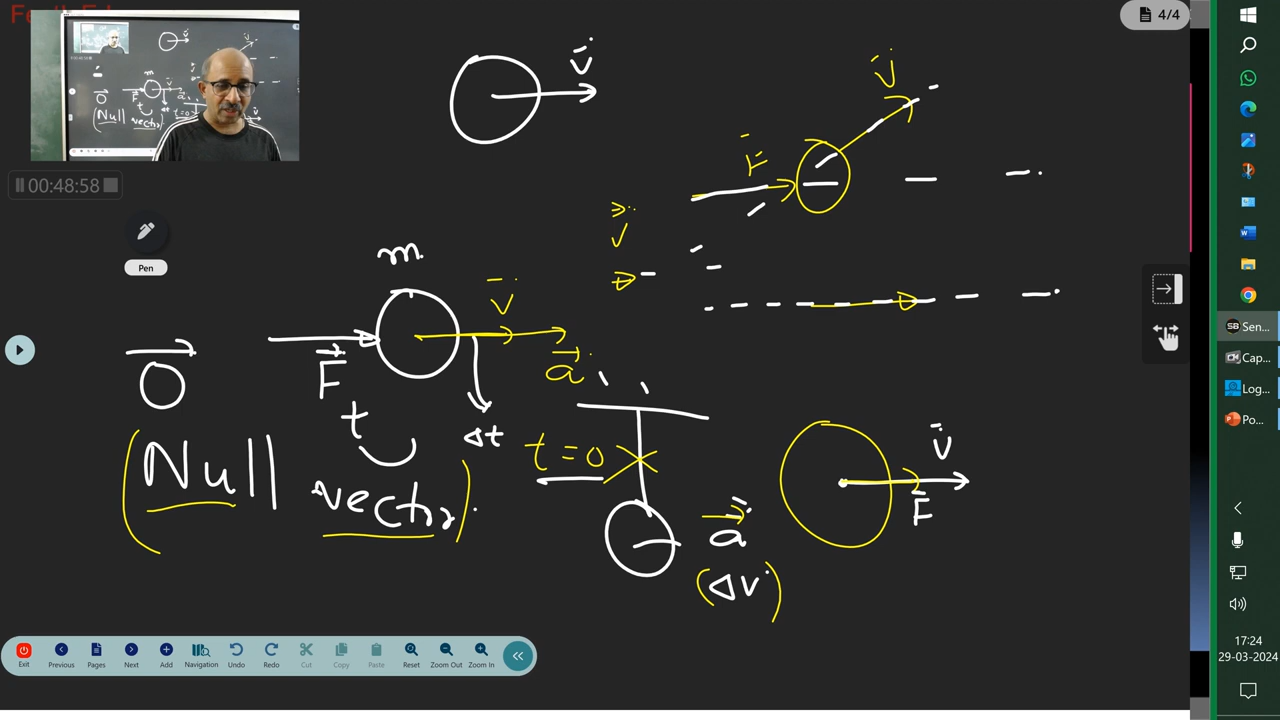 4/4
00:48:58
Pen
V
V
F
V
m
V
a
O
F
t
Δt
(Null
vector)
t=0
a
(ΔV)
V
F
Exit
Previous
Pages
Next
Add
Navigation
Undo
Redo
Cut
Copy
Paste
Reset
Zoom Out
Zoom In
SB Sen...
Cap...
Log...
Po...
17:24
29-03-2024